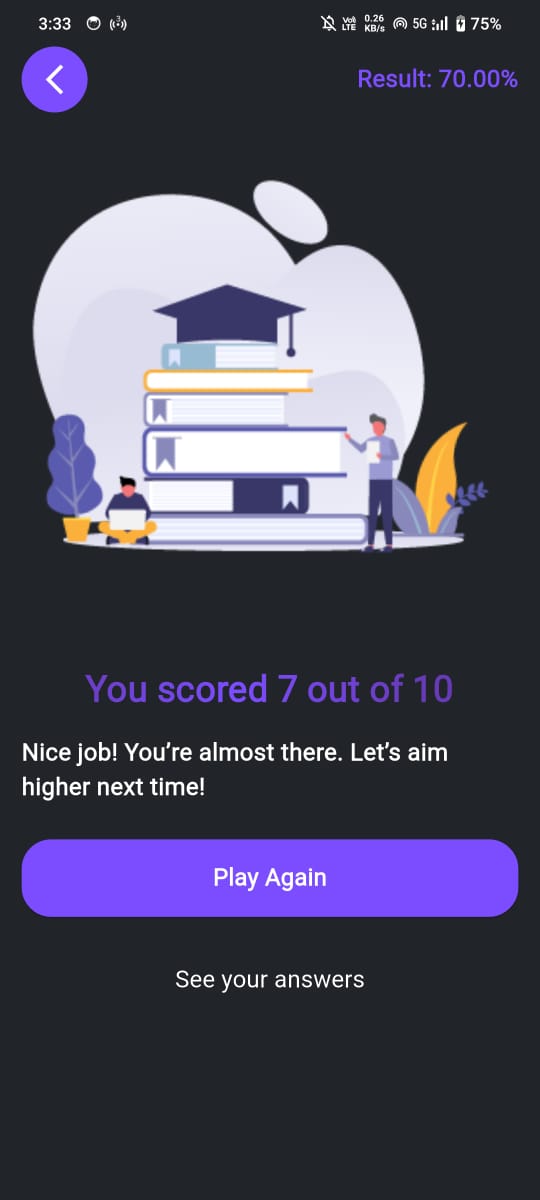 3:33
3
Vo) LTE
0.26 KB/s
5G
75%
Result: 70.00%
You scored 7 out of 10
Nice job! You’re almost there. Let’s aim
higher next time!
Play Again
See your answers